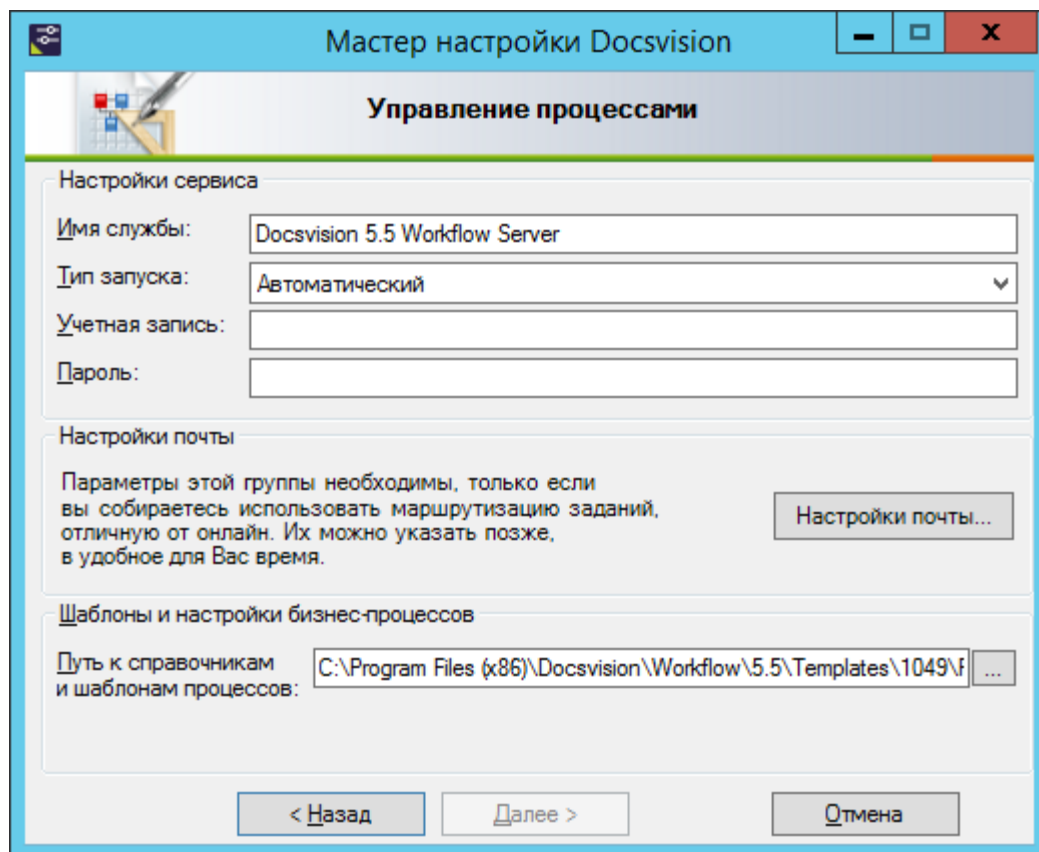 Мастер настройки Docsvision
Управление процессами
Настройки сервиса
Имя службы: Docsvision 5.5 Workflow Server
Тип запуска: Автоматический
Учетная запись:
Пароль:
Настройки почты
Параметры этой группы необходимы, только если
вы собираетесь использовать маршрутизацию заданий,
отличную от онлайн. Их можно указать позже,
в удобное для Вас время.
Настройки почты...
Шаблоны и настройки бизнес-процессов
Путь к справочникам
и шаблонам процессов:
C:\Program Files (x86)\Docsvision\Workflow\5.5\Templates\1049\ ...
< Назад Далее > Отмена